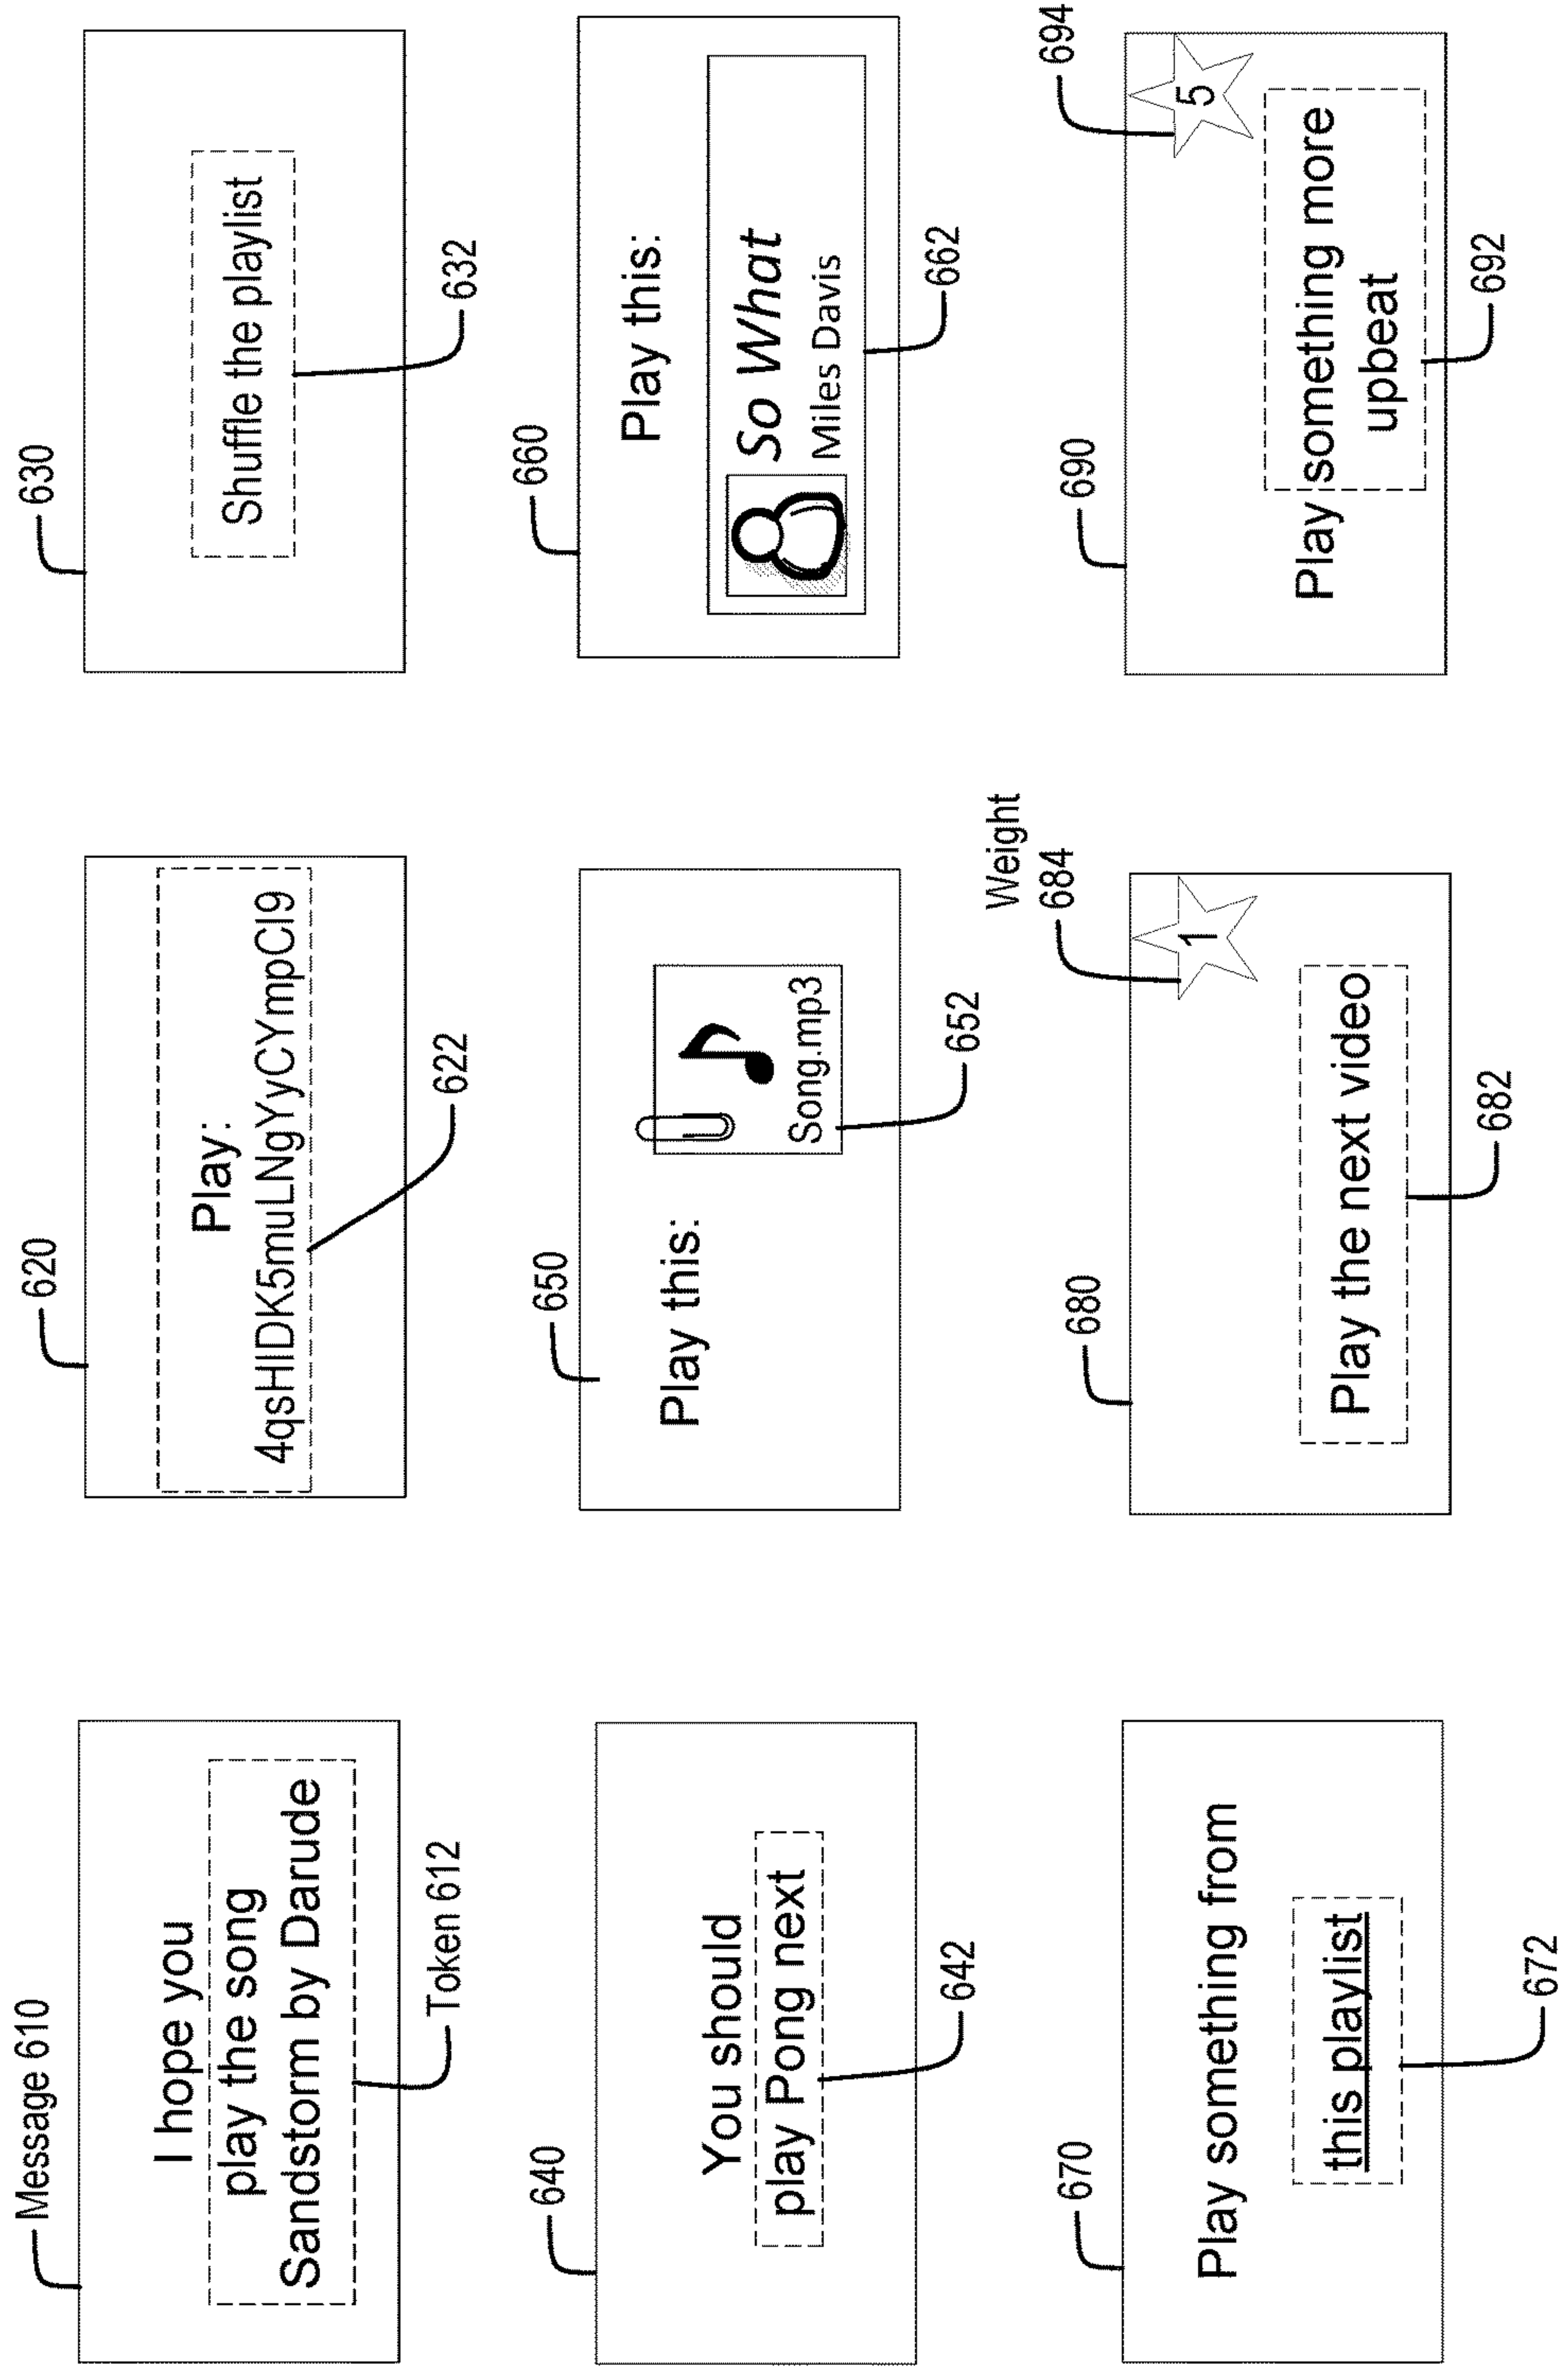 Message 610
I hope you
play the song
Sandstorm by Darude
Token 612
620
Play:
4qsHIDK5muLNgYyCYmpCI9
622
630
Shuffle the playlist
632
640
You should
play Pong next
642
650
Play this:
Song.mp3
652
660
Play this:
So What
Miles Davis
662
670
Play something from
this playlist
672
680
Weight
684
1
Play the next video
682
690
694
5
Play something more
upbeat
692